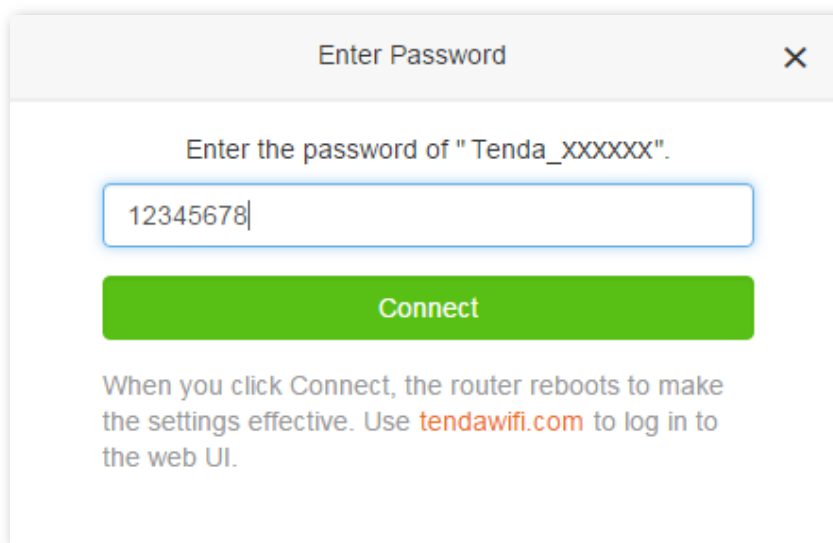 Enter Password
Enter the password of " Tenda_XXXXXX".
12345678
Connect
When you click Connect, the router reboots to make
the settings effective. Use tendawifi.com to log in to
the web UI.